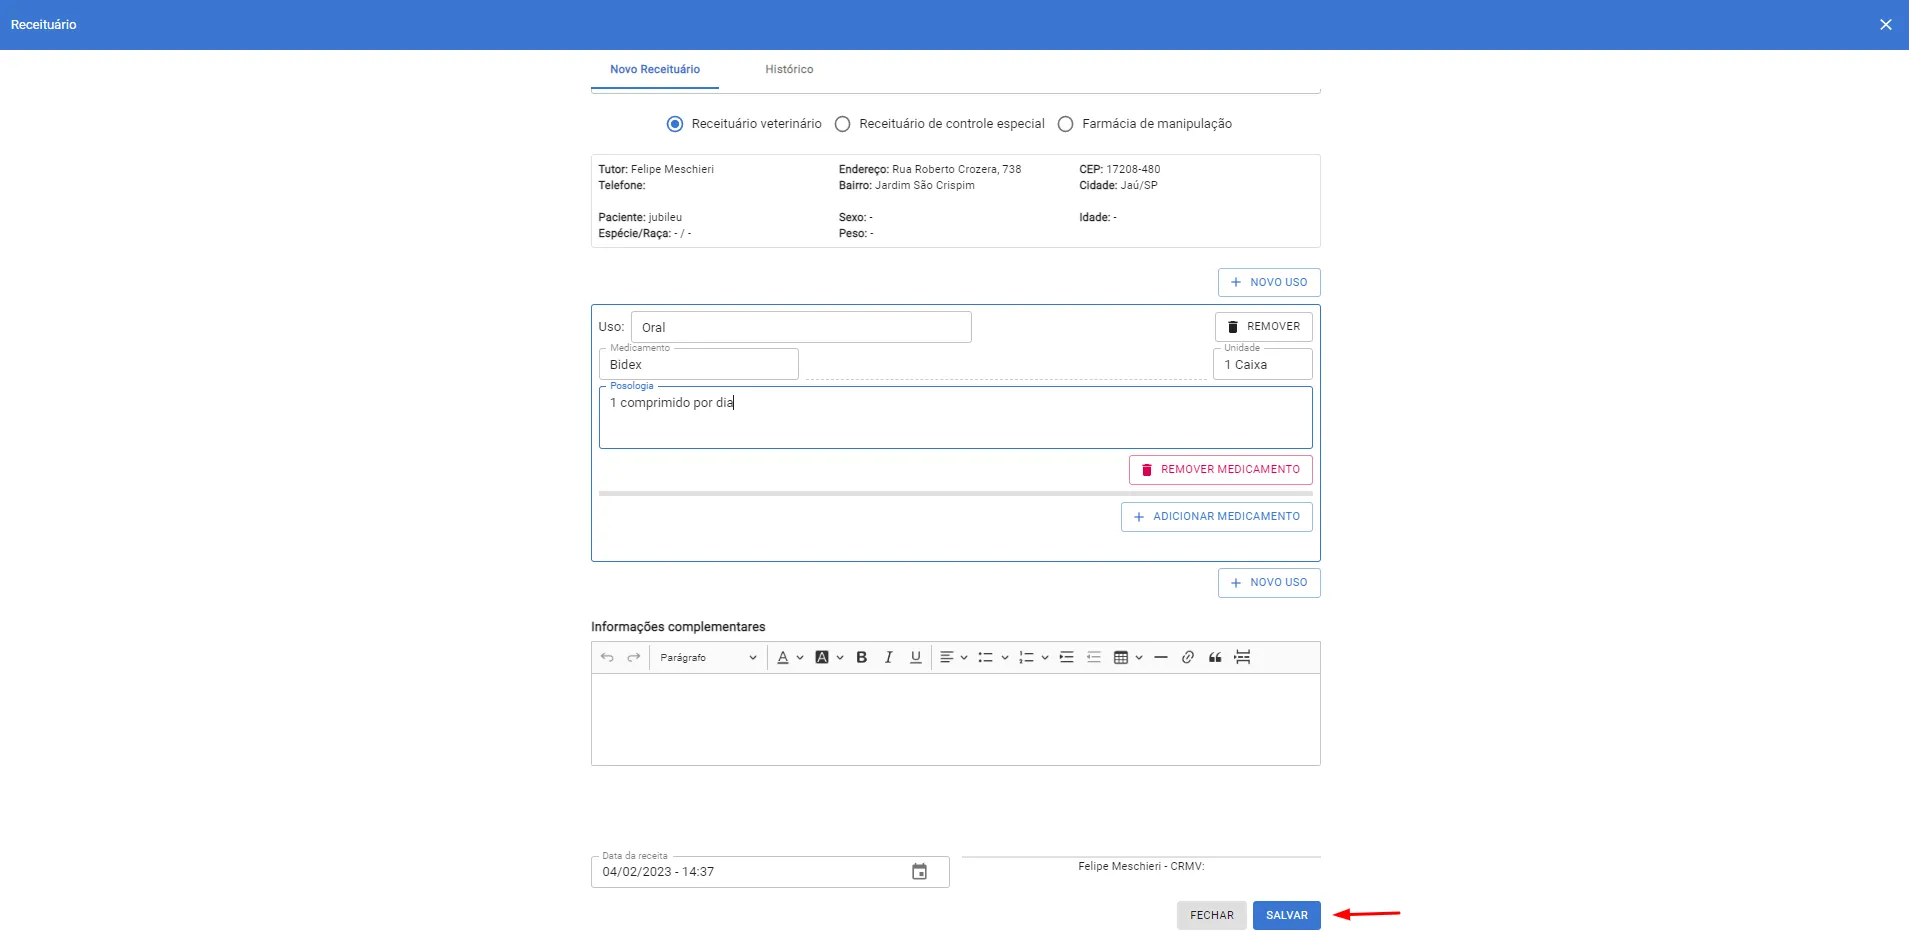 Receituário
Novo Receituário Histórico
Receituário veterinário Receituário de controle especial Farmácia de manipulação
Tutor: Felipe Meschieri Endereço: Rua Roberto Crozera, 738 CEP: 17208-480
Telefone: Bairro: Jardim São Crispim Cidade: Jaú/SP
Paciente: jubileu Sexo: - Idade: -
Espécie/Raça: - / - Peso: -
+ NOVO USO
Uso: Oral REMOVER
Medicamento Unidade
Bidex 1 Caixa
Posologia
1 comprimido por dia
REMOVER MEDICAMENTO
+ ADICIONAR MEDICAMENTO
+ NOVO USO
Informações complementares
Parágrafo A A B I U
Data da receita
04/02/2023 - 14:37
Felipe Meschieri - CRMV:
FECHAR SALVAR